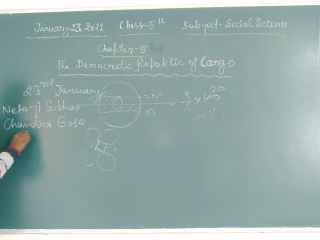 January 23, 2021 Class-5th Subject-Social Science
Chapter-5
The Democratic Republic of Congo
23rd January
Neta-ji Subhas
Chandra Bose